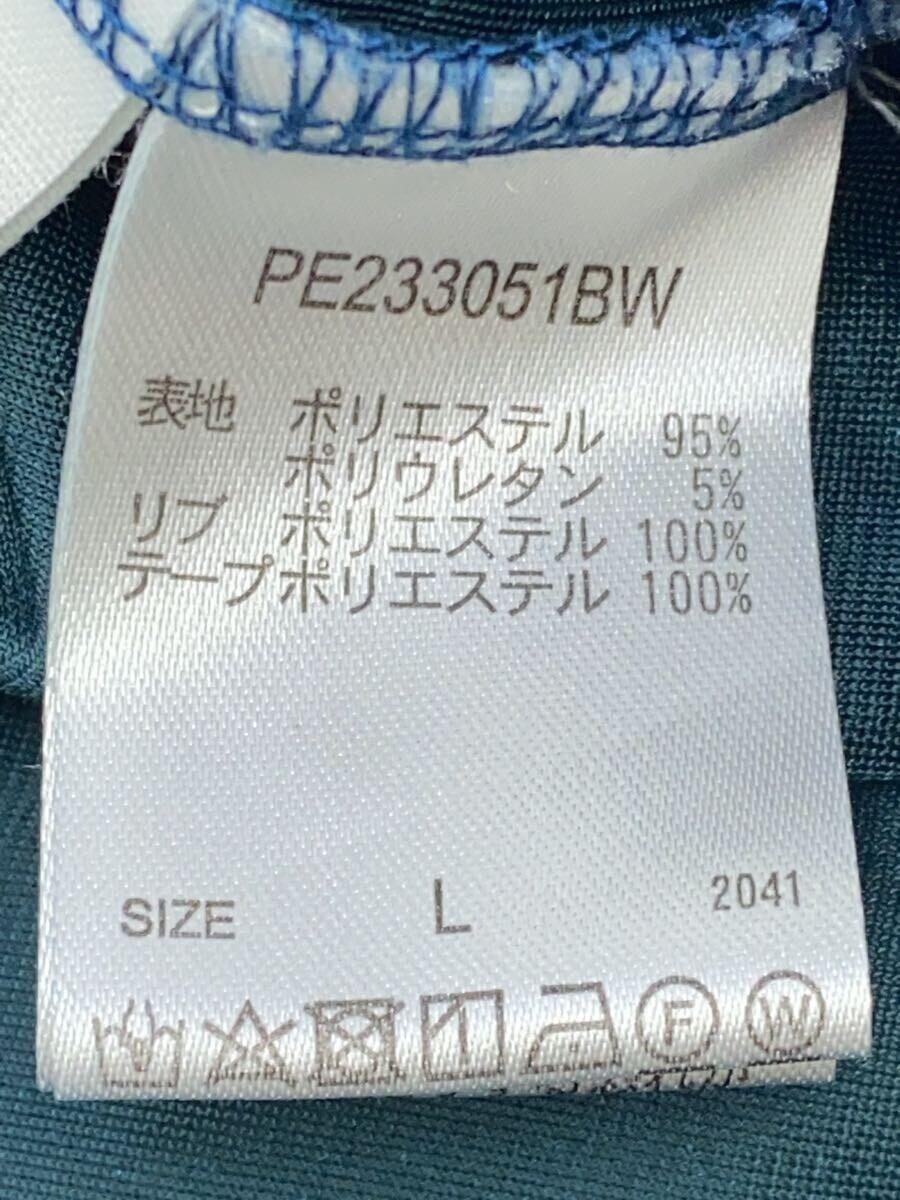 PE233051BW
表地 ポリエステル 95%
ポリウレタン 5%
リブ ポリエステル 100%
テープポリエステル 100%
SIZE L 2041
F W